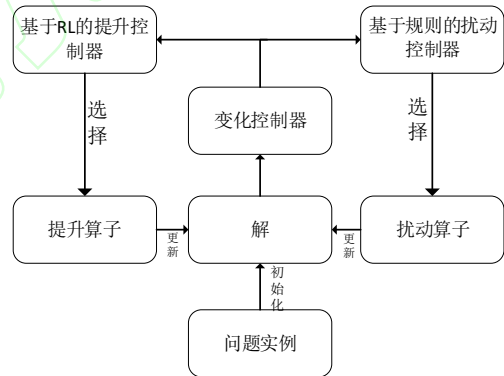 基于RL的提升控
制器
基于规则的扰动
控制器
选
择
变化控制器
选
择
提升算子
更
新
解
更
新
扰动算子
初
始
化
问题实例